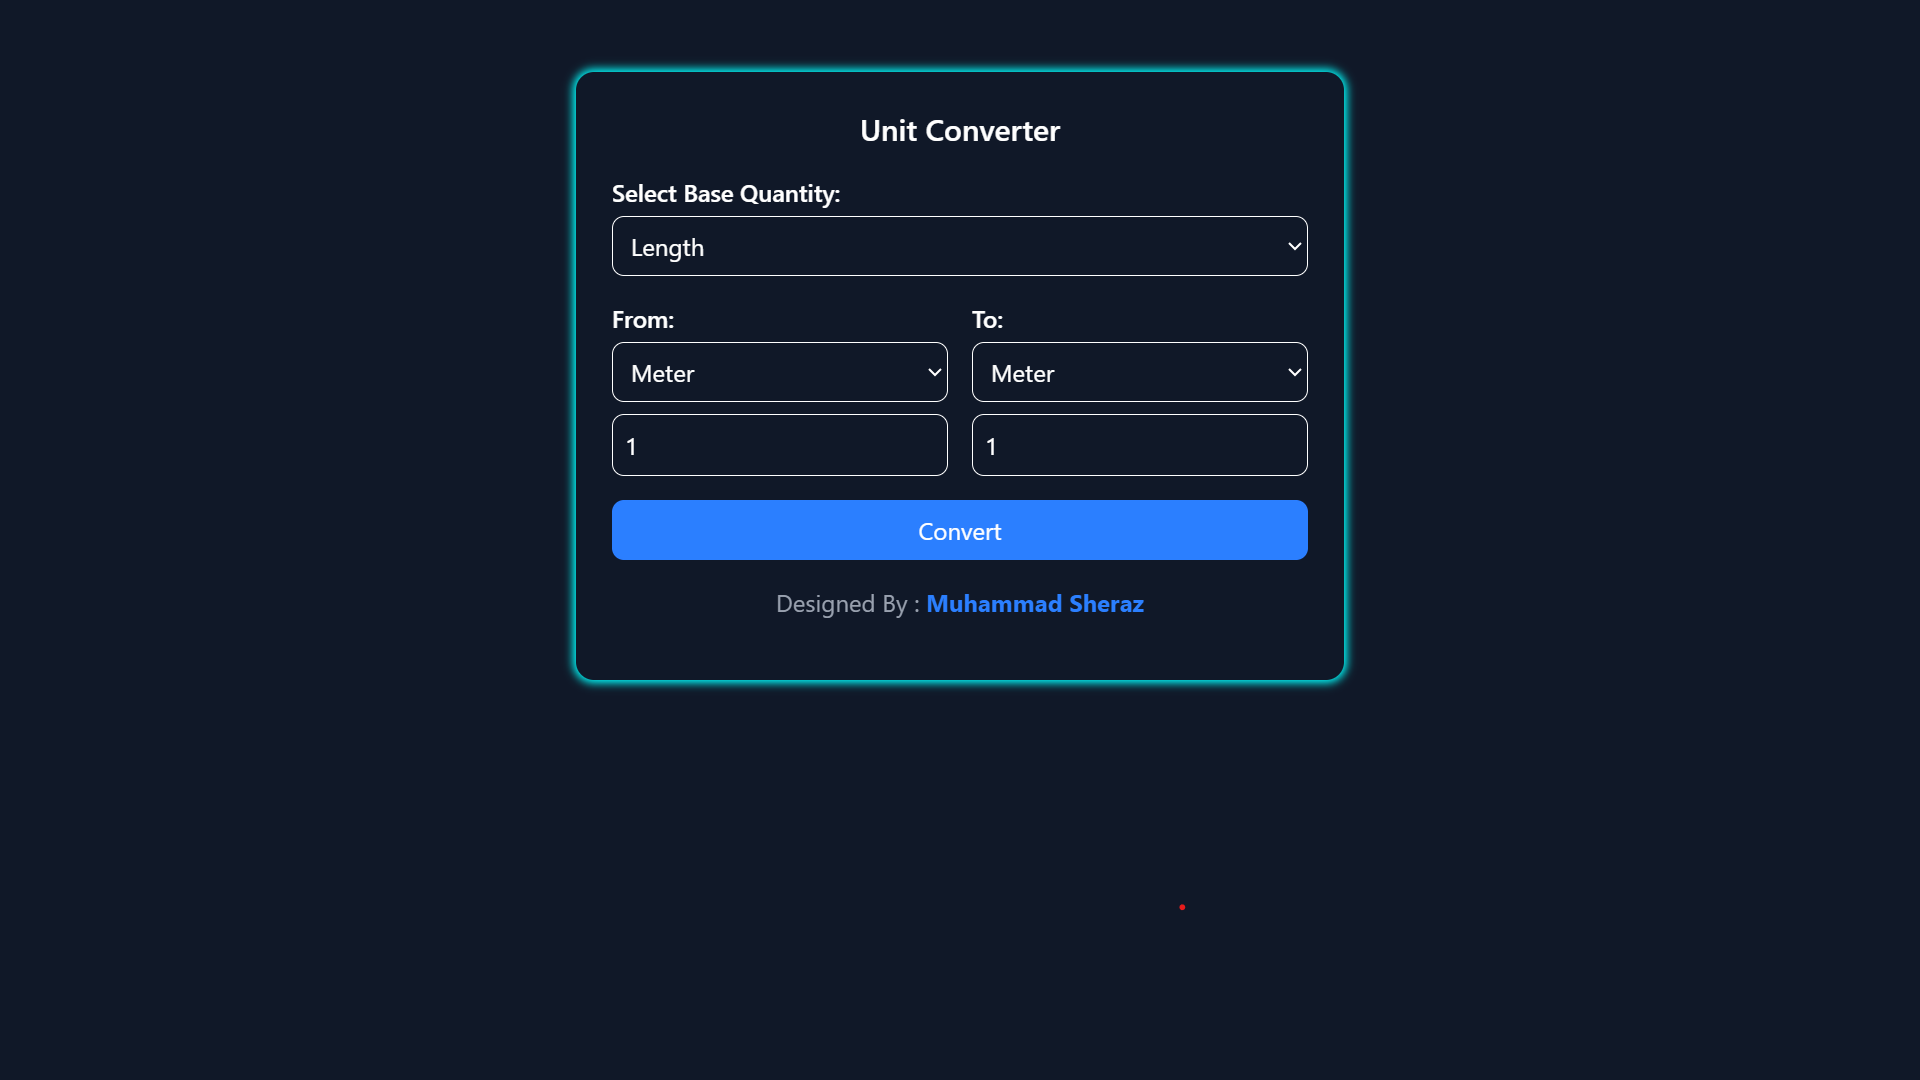 Unit Converter
Select Base Quantity:
Length
From: To:
Meter Meter
1 1
Convert
Designed By : Muhammad Sheraz